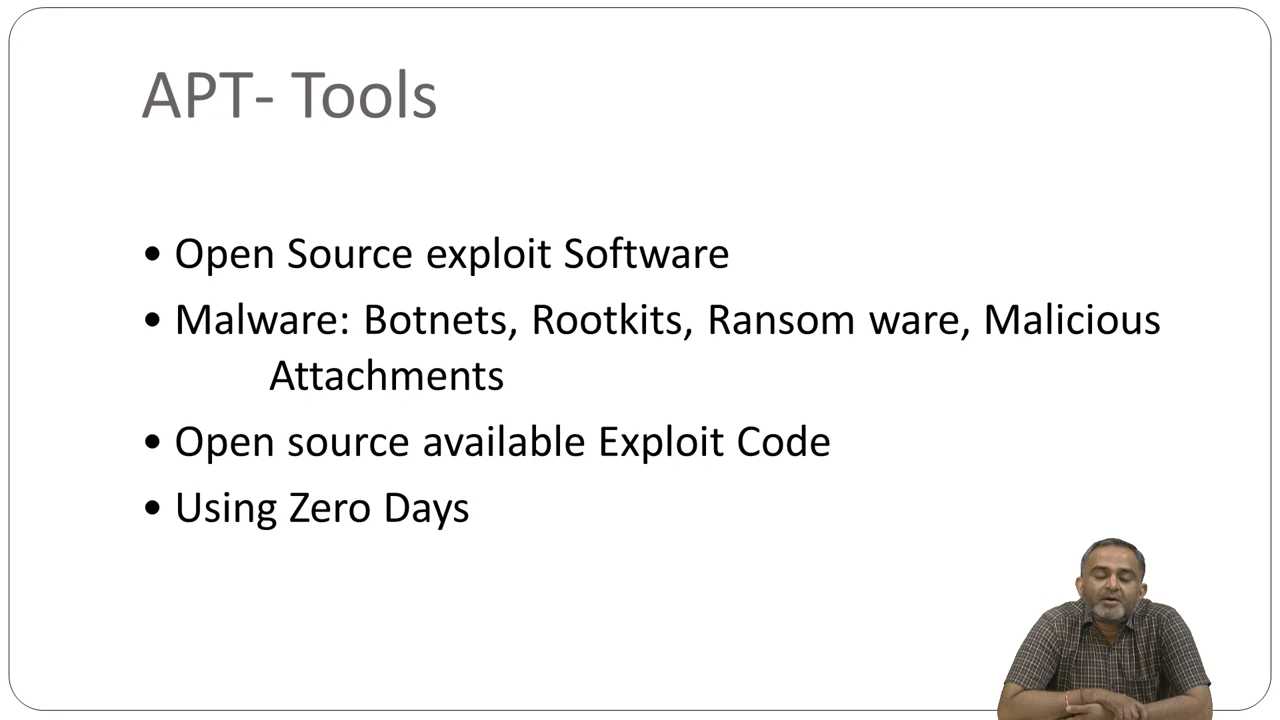 APT- Tools
• Open Source exploit Software
• Malware: Botnets, Rootkits, Ransom ware, Malicious
Attachments
• Open source available Exploit Code
• Using Zero Days